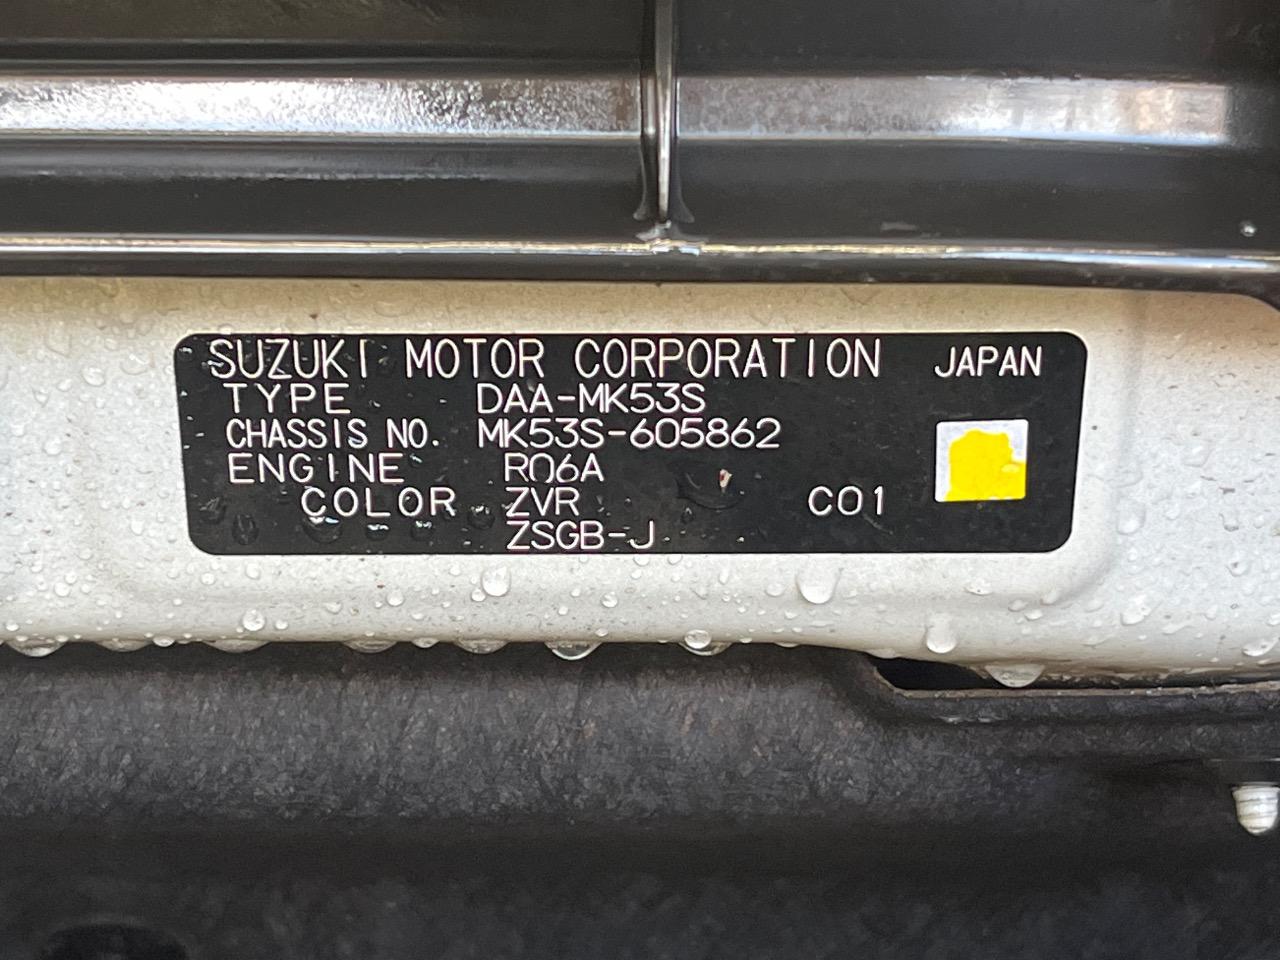 SUZUKI MOTOR CORPORATION JAPAN
TYPE DAA-MK53S
CHASSIS NO. MK53S-605862
ENGINE R06A
COLOR ZVR C01
ZSGB-J